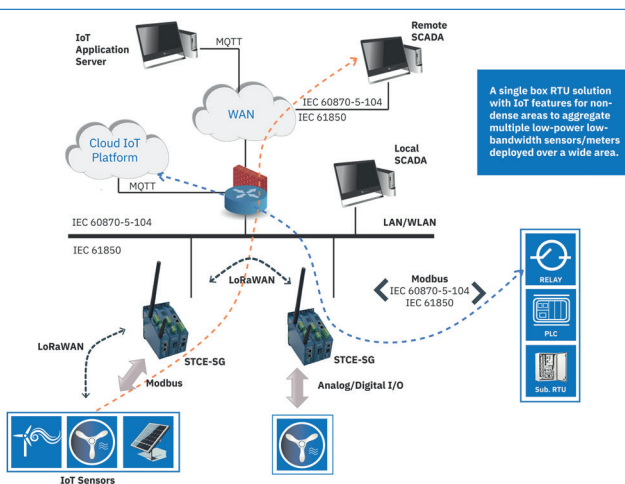 IoT
Application
Server
MQTT
Remote
SCADA
WAN
IEC 60870-5-104
IEC 61850
A single box RTU solution
with IoT features for non-
dense areas to aggregate
multiple low-power low-
bandwidth sensors/meters
deployed over a wide area.
Cloud IoT
Platform
Local
SCADA
MQTT
IEC 60870-5-104
LAN/WLAN
IEC 61850
LoRaWAN
Modbus
IEC 60870-5-104
IEC 61850
RELAY
PLC
Sub. RTU
LoRaWAN
STCE-SG
STCE-SG
Modbus
Analog/Digital I/O
IoT Sensors